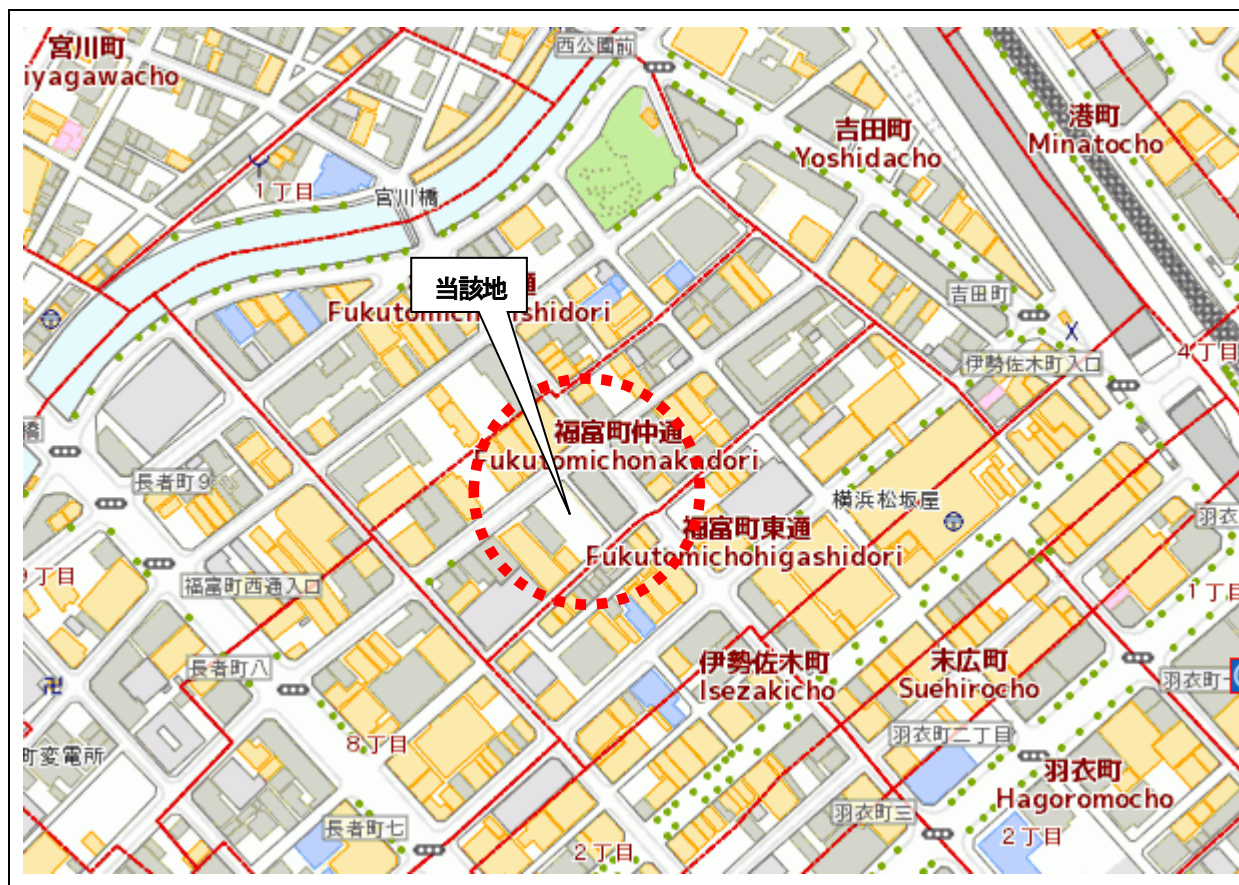 宮川町
iyagawacho
西公園前
吉田町
Yoshidacho
港町
Minatocho
1丁目
宮川橋
当該地
通
Fukutomich
shidori
吉田町
伊勢佐木町入口
4丁目
橋
長者町9
福富町仲通
Fukutomichonakadori
横浜松坂屋
羽衣
福富町東通
Fukutomichohigashidori
丁目
福富町西通入口
1丁目
長者町八
伊勢佐木町
Isezakicho
末広町
Suehirocho
羽衣町一
8丁目
羽衣町二丁目
町変電所
羽衣町
Hagoromocho
長者町七
羽衣町三
2丁目
2丁目